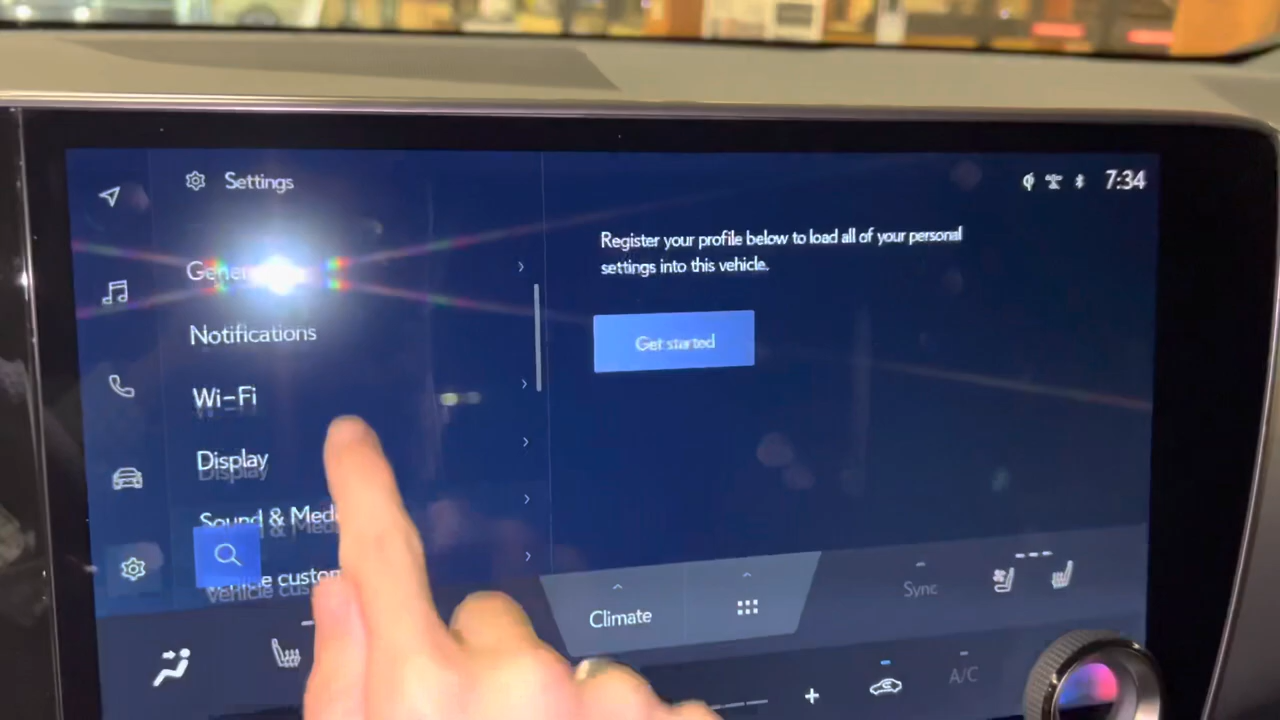 Settings
7:34
General
Notifications
Wi-Fi
Display
Sound & Med
Vehicle custom
Register your profile below to load all of your personal
settings into this vehicle.
Get started
Climate
Sync
A/C